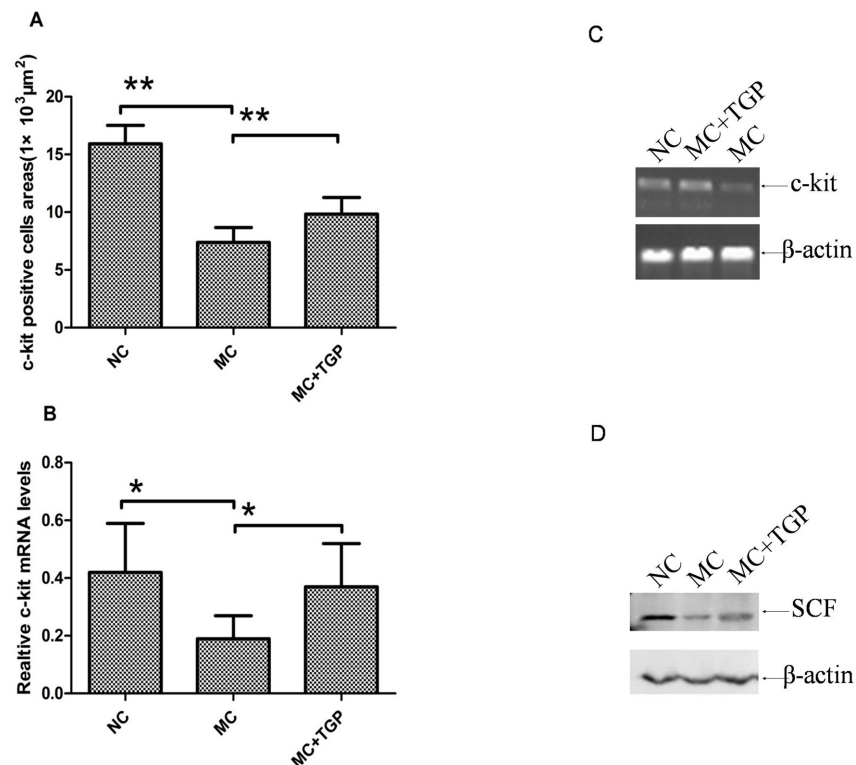 A
c-kit positive cells areas(1× 10³μm²)
20
15
10
5
0
**
**
NC
MC
MC+TGP
B
Realtive c-kit mRNA levels
0.8
0.6
0.4
0.2
0.0
*
*
NC
MC
MC+TGP
C
NC MC+TGP MC
c-kit
β-actin
D
NC MC MC+TGP
SCF
β-actin